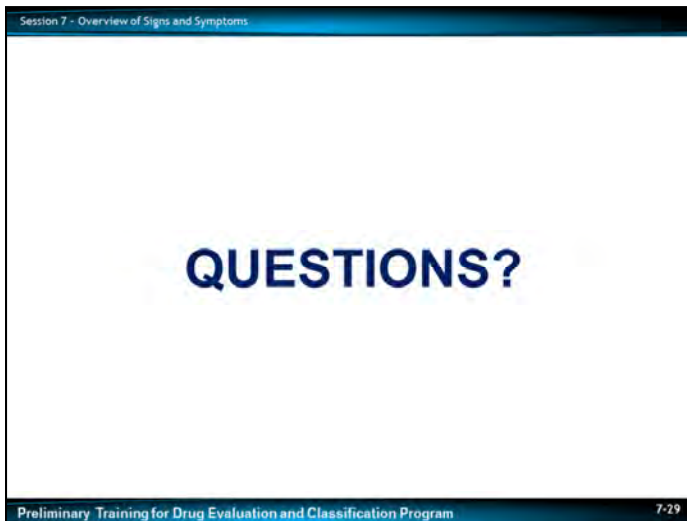 Session 7 - Overview of Signs and Symptoms
QUESTIONS?
Preliminary Training for Drug Evaluation and Classification Program
7-29